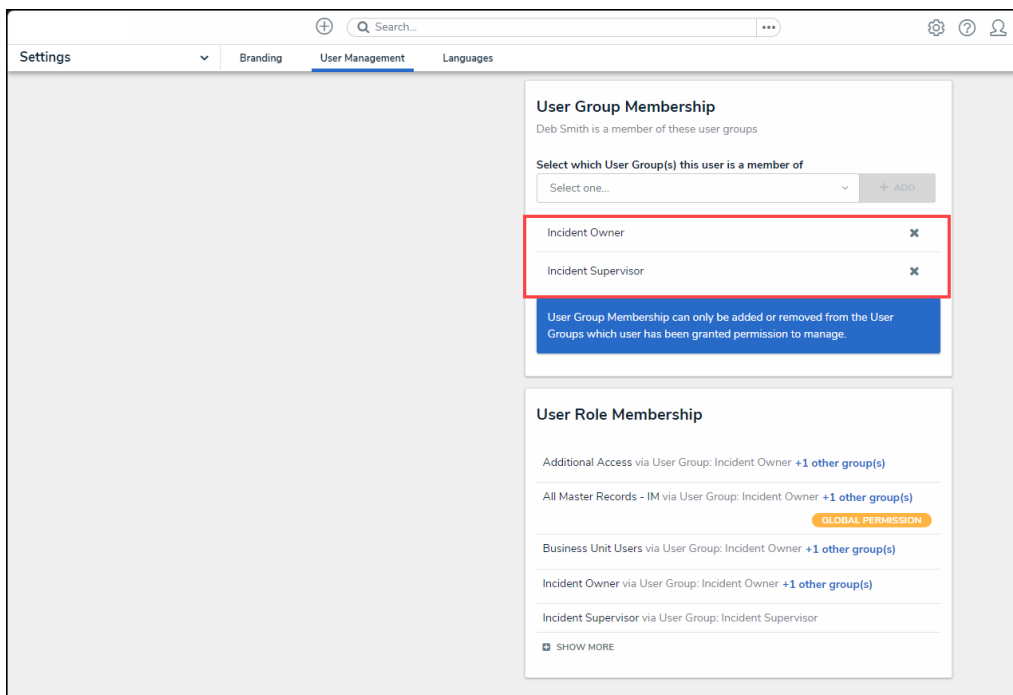 Search...
Settings
Branding
User Management
Languages
User Group Membership
Deb Smith is a member of these user groups
Select which User Group(s) this user is a member of
Select one...
+ ADD
Incident Owner
Incident Supervisor
User Group Membership can only be added or removed from the User
Groups which user has been granted permission to manage.
User Role Membership
Additional Access via User Group: Incident Owner +1 other group(s)
All Master Records - IM via User Group: Incident Owner +1 other group(s)
GLOBAL PERMISSION
Business Unit Users via User Group: Incident Owner +1 other group(s)
Incident Owner via User Group: Incident Owner +1 other group(s)
Incident Supervisor via User Group: Incident Supervisor
SHOW MORE